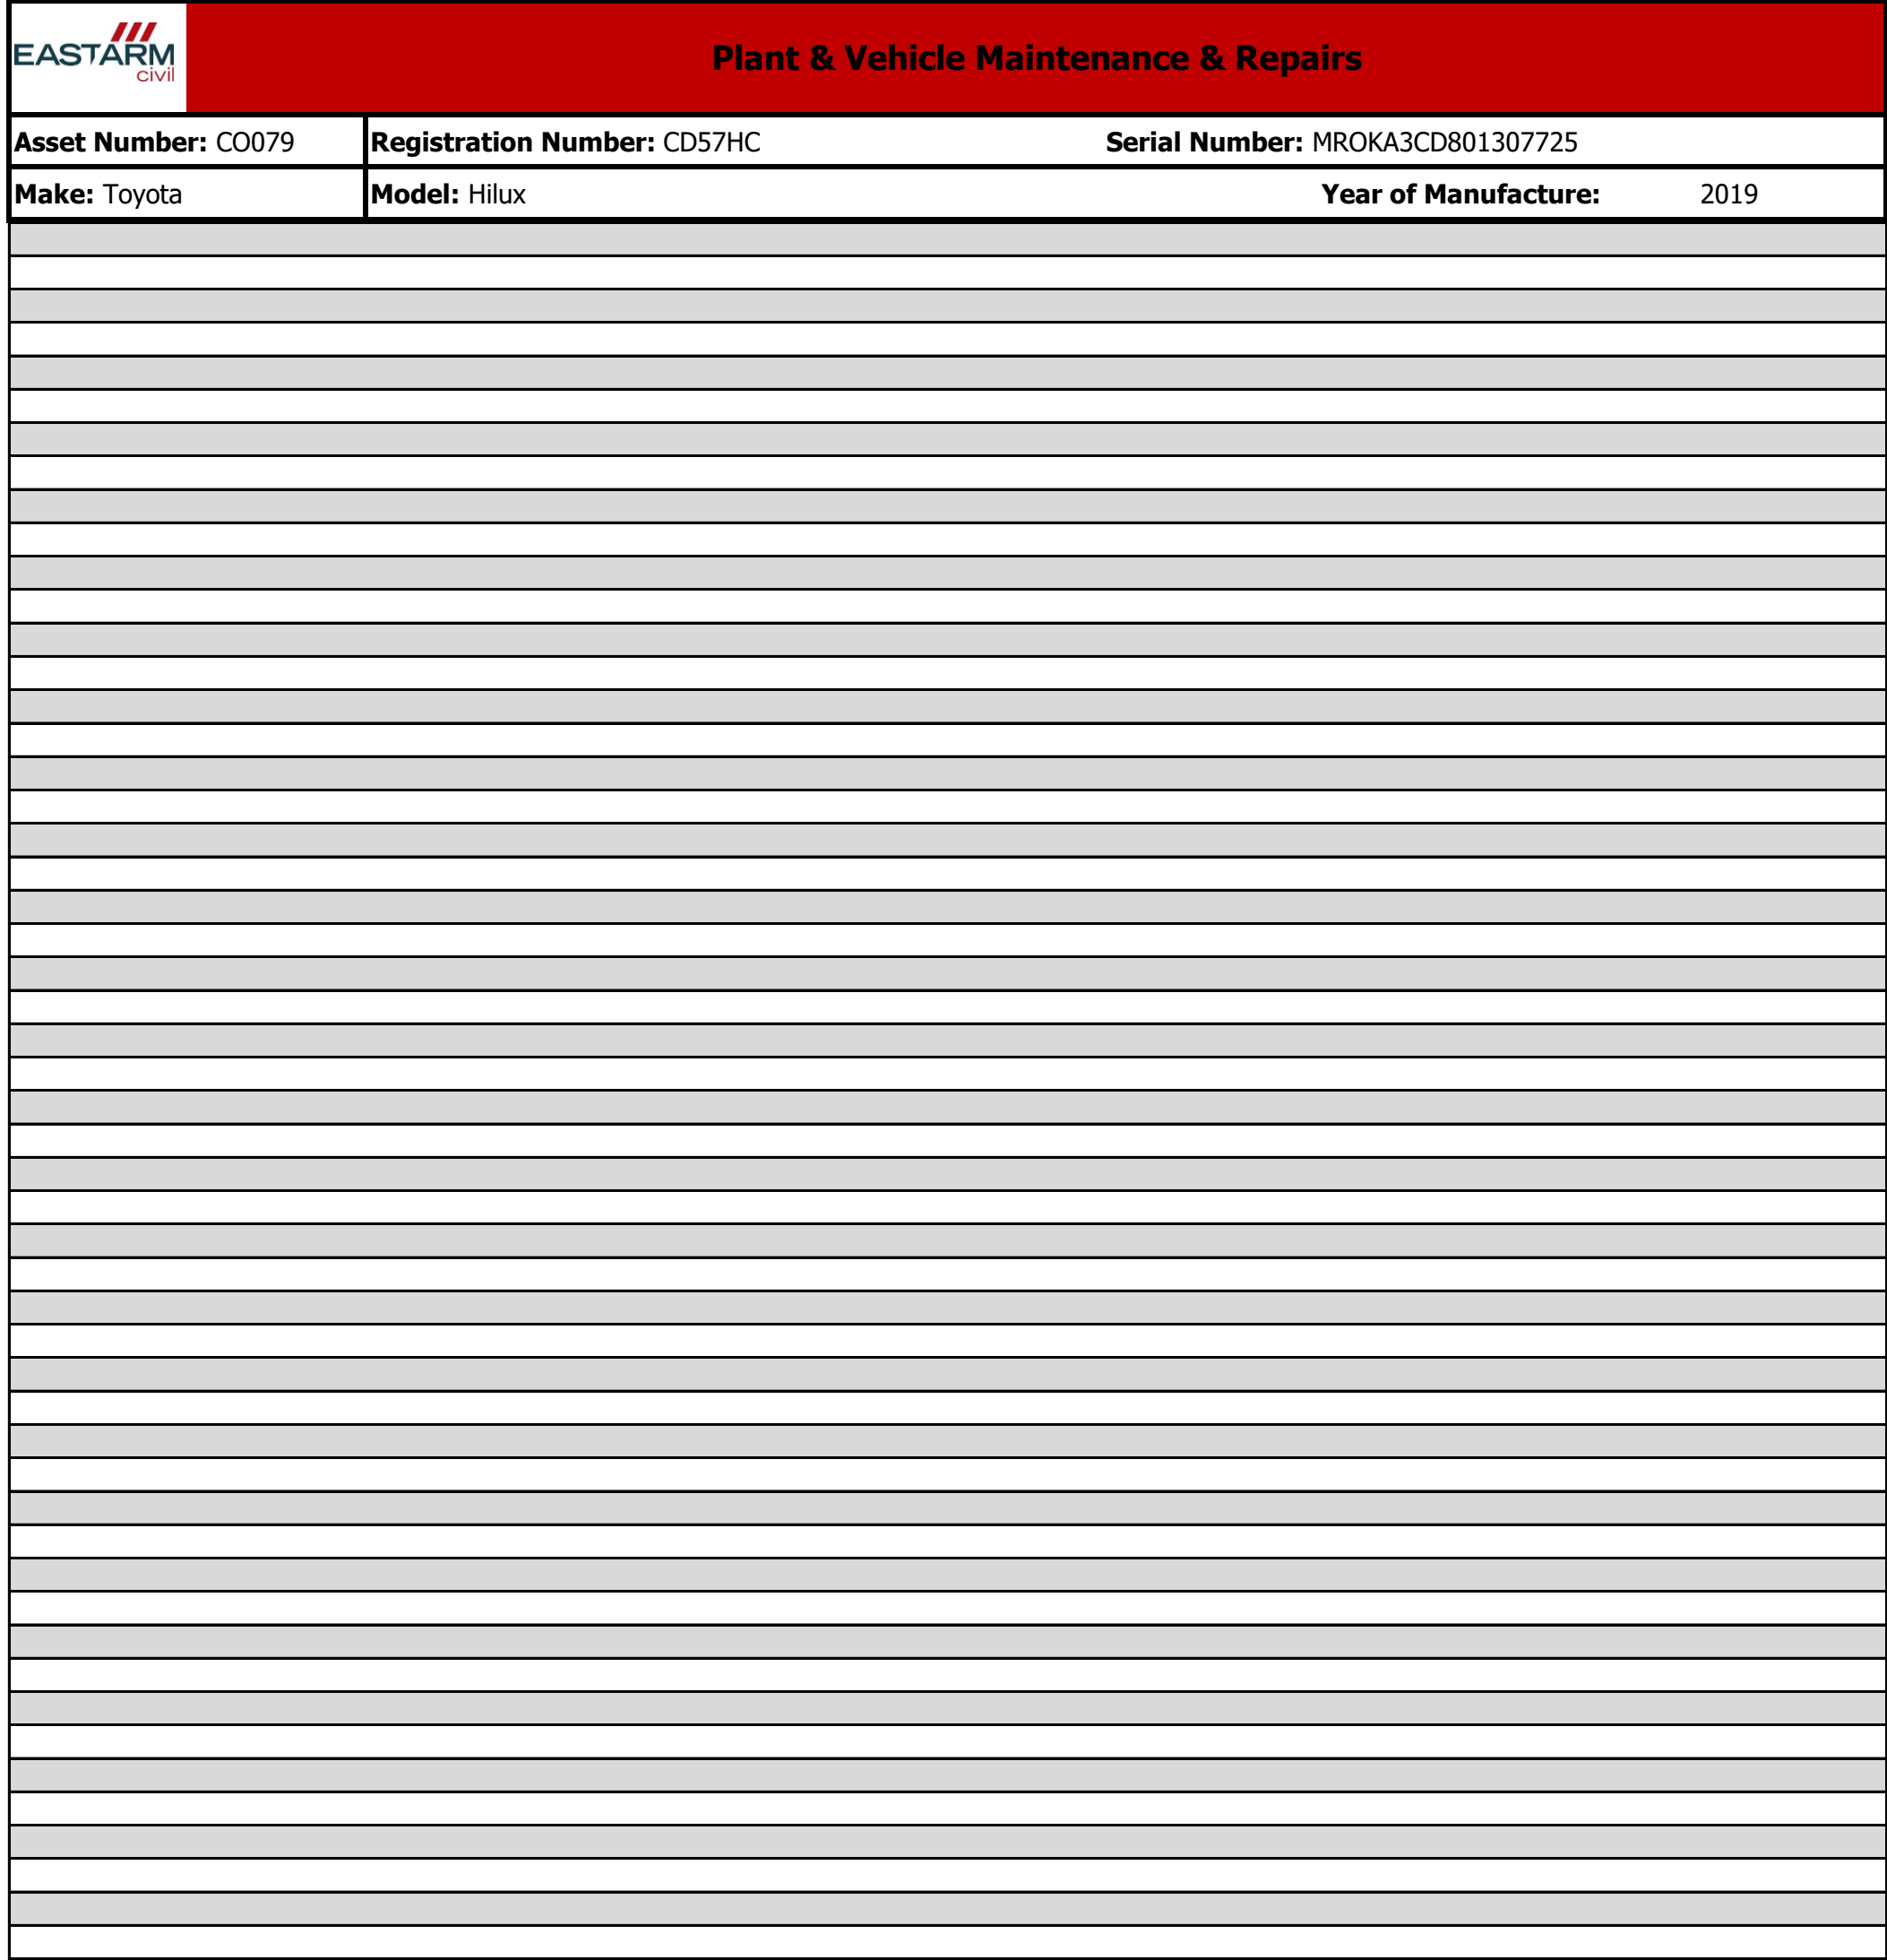 EASTARM
civil
Plant & Vehicle Maintenance & Repairs
Asset Number: CO079 Registration Number: CD57HC Serial Number: MROKA3CD801307725
Make: Toyota Model: Hilux Year of Manufacture: 2019